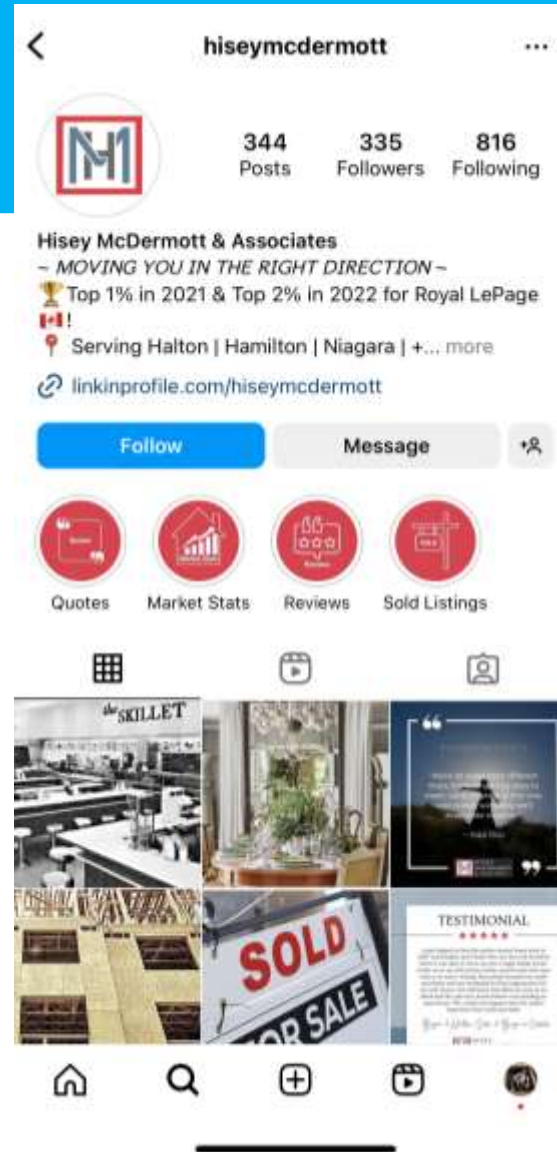 hiseymcdermott
344
335
816
Posts
Followers
Following
Hisey McDermott & Associates
~ MOVING YOU IN THE RIGHT DIRECTION ~
🏆Top 1% in 2021 & Top 2% in 2022 for Royal LePage
🇨🇦!
📍 Serving Halton | Hamilton | Niagara | +... more
linkinprofile.com/hiseymcdermott
Follow
Message
Quotes
Market Stats
Reviews
Sold Listings
the SKILLET
SOLD
OR SALE
TESTIMONIAL